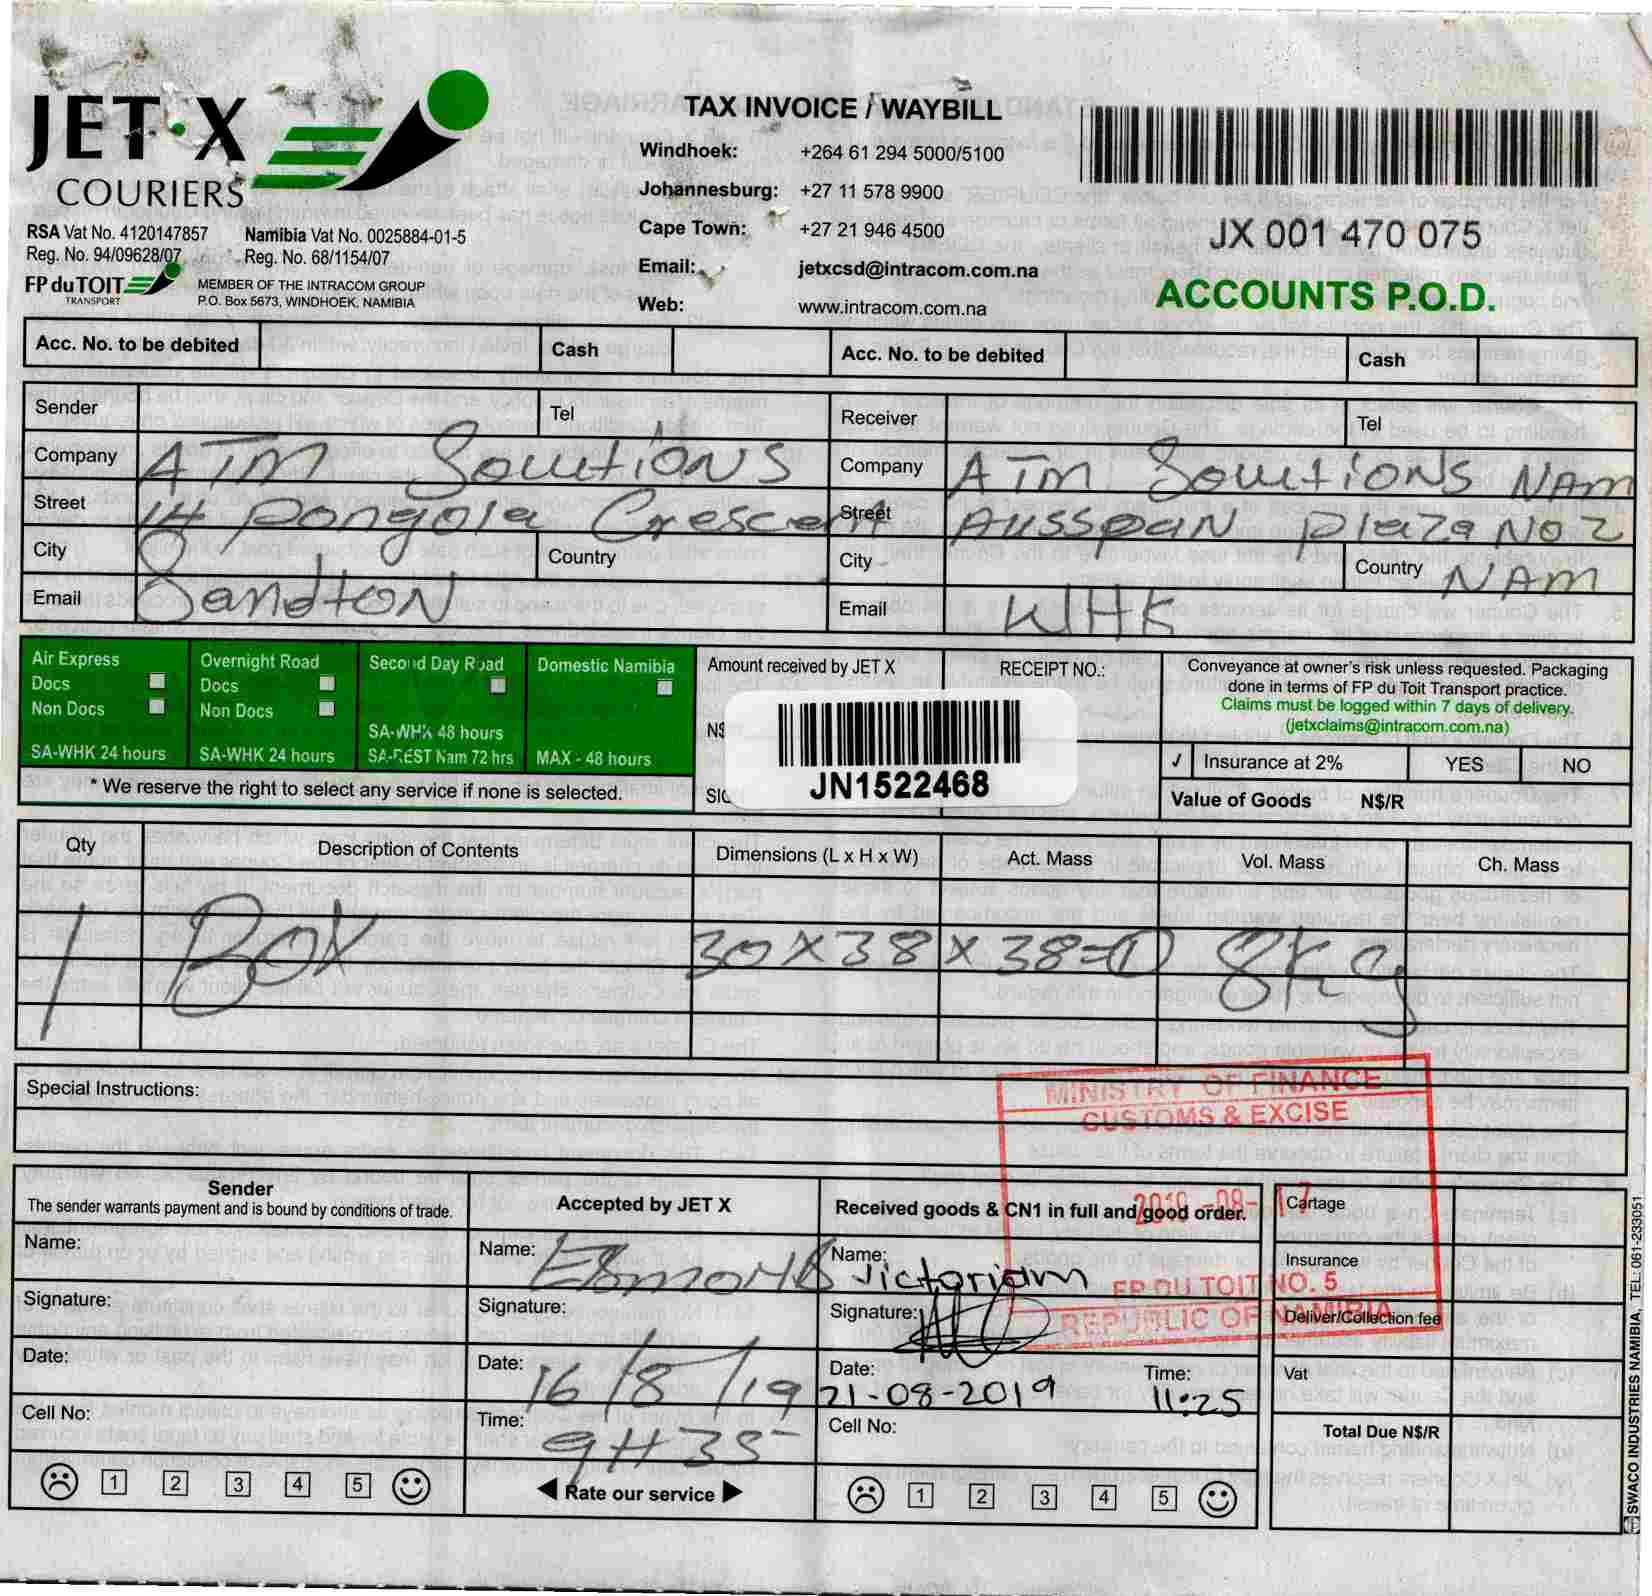 JET·X
COURIERS
RSA Vat No. 4120147857 Namibia Vat No. 0025884-01-5
Reg. No. 94/09628/07 Reg. No. 68/1154/07
FP du TOIT
TRANSPORT
MEMBER OF THE INTRACOM GROUP
P.O. Box 5673, WINDHOEK, NAMIBIA
TAX INVOICE / WAYBILL
Windhoek: +264 61 294 5000/5100
Johannesburg: +27 11 578 9900
Cape Town: +27 21 946 4500
Email: jetxcsd@intracom.com.na
Web: www.intracom.com.na
JX 001 470 075
ACCOUNTS P.O.D.
Acc. No. to be debited Cash Acc. No. to be debited Cash
Sender Tel
Company ATM Solutions
Street 14 Pongola Crescent
City Country
Email Sandton
Receiver Tel
Company ATM Solutions NAM
Street Ausspan Plaza No 2
City Country NAM
Email WHK
Air Express
Docs
Non Docs
SA-WHK 24 hours
Overnight Road
Docs
Non Docs
SA-WHK 24 hours
Second Day Road
SA-WHK 48 hours
SA-REST Nam 72 hrs
Domestic Namibia
MAX - 48 hours
* We reserve the right to select any service if none is selected.
Amount received by JET X RECEIPT NO.:
N$
JN1522468
Conveyance at owner's risk unless requested. Packaging
done in terms of FP du Toit Transport practice.
Claims must be logged within 7 days of delivery.
(jetxclaims@intracom.com.na)
✓ Insurance at 2% YES NO
Value of Goods N$/R
Qty Description of Contents Dimensions (L x H x W) Act. Mass Vol. Mass Ch. Mass
1 Box 30 x 38 x 38=① 8kg
Special Instructions:
MINISTRY OF FINANCE
CUSTOMS & EXCISE
2019 -08- 17
FP DU TOIT NO. 5
REPUBLIC OF NAMIBIA
Sender
The sender warrants payment and is bound by conditions of trade.
Name:
Signature:
Date:
Cell No:
1 2 3 4 5
Accepted by JET X
Name:
Signature:
Date: 16/8/19
Time: 9H35
Rate our service
Received goods & CN1 in full and good order.
Name:
Signature:
Date: Time:
21-08-2019 11:25
Cell No:
1 2 3 4 5
Cartage
Insurance
Deliver/Collection fee
Vat
Total Due N$/R
SWACO INDUSTRIES NAMIBIA, TEL: 061-233051